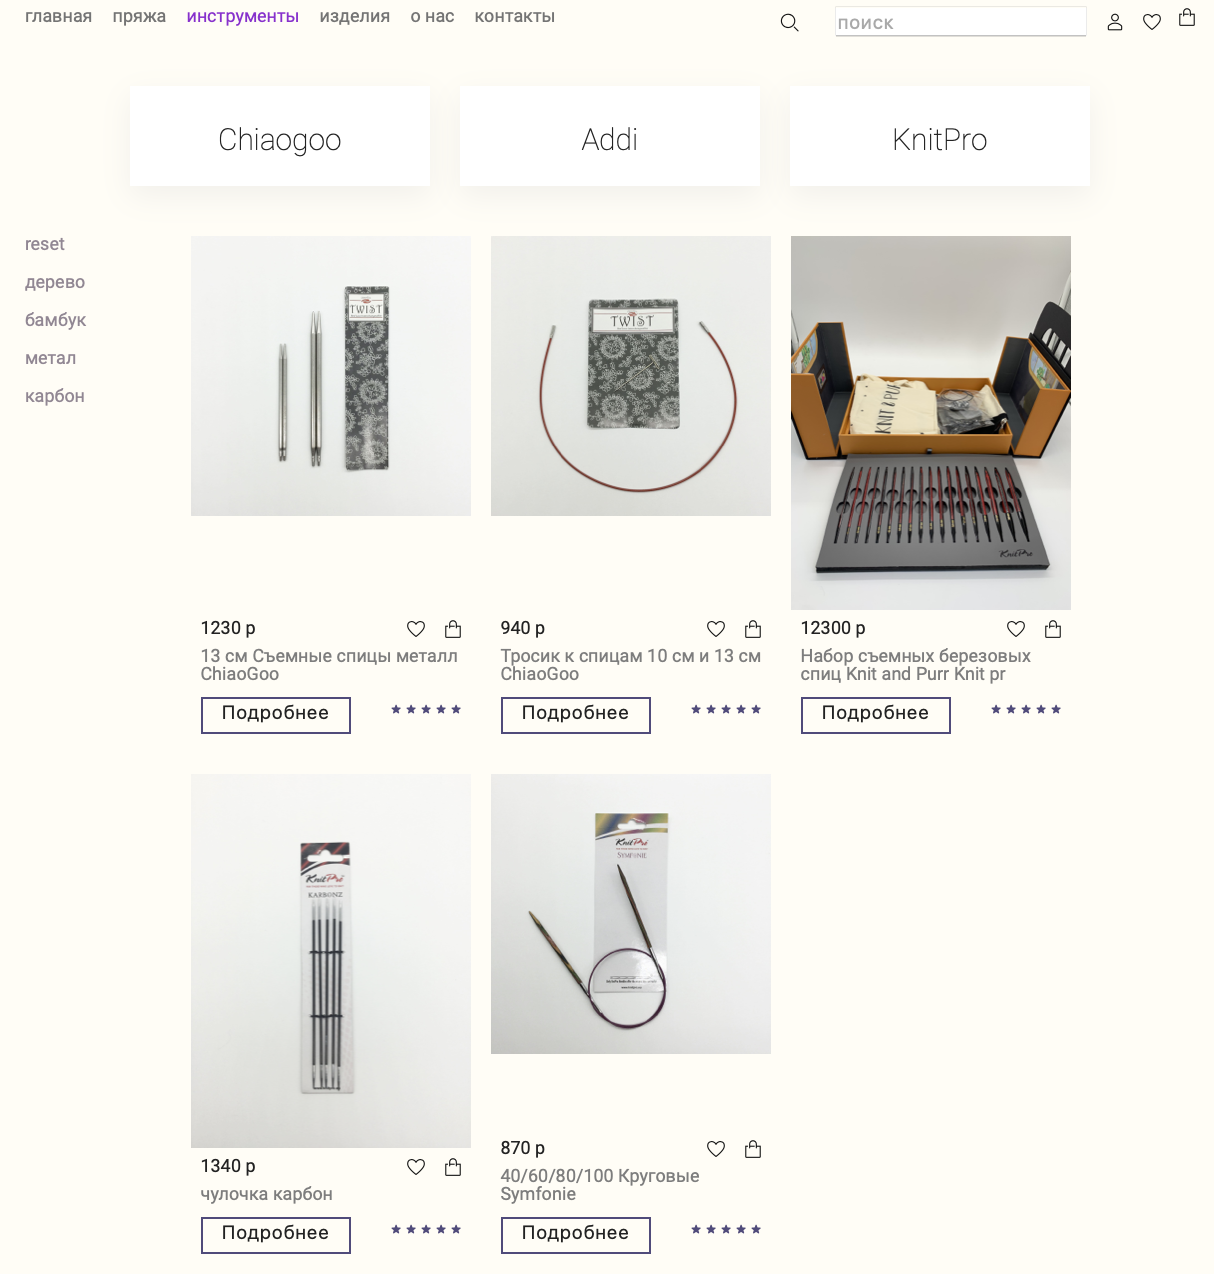 главная пряжа инструменты изделия о нас контакты
поиск
Chiaogoo
Addi
KnitPro
reset
дерево
бамбук
метал
карбон
TWIST
TWIST
KNIT & PUR
KnitPro
1230 р
13 см Съемные спицы металл
ChiaoGoo
Подробнее
940 р
Тросик к спицам 10 см и 13 см
ChiaoGoo
Подробнее
12300 р
Набор съемных березовых
спиц Knit and Purr Knit pr
Подробнее
KnitPro
KARBONZ
KnitPro
SYMFONIE
1340 р
чулочка карбон
Подробнее
870 р
40/60/80/100 Круговые
Symfonie
Подробнее